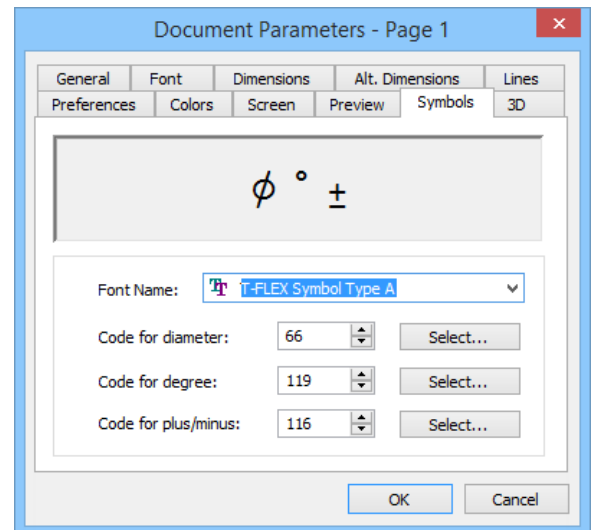 Document Parameters - Page 1
General Font Dimensions Alt. Dimensions Lines
Preferences Colors Screen Preview Symbols 3D
ϕ ° ±
Font Name: T-FLEX Symbol Type A
Code for diameter: 66 Select...
Code for degree: 119 Select...
Code for plus/minus: 116 Select...
OK Cancel